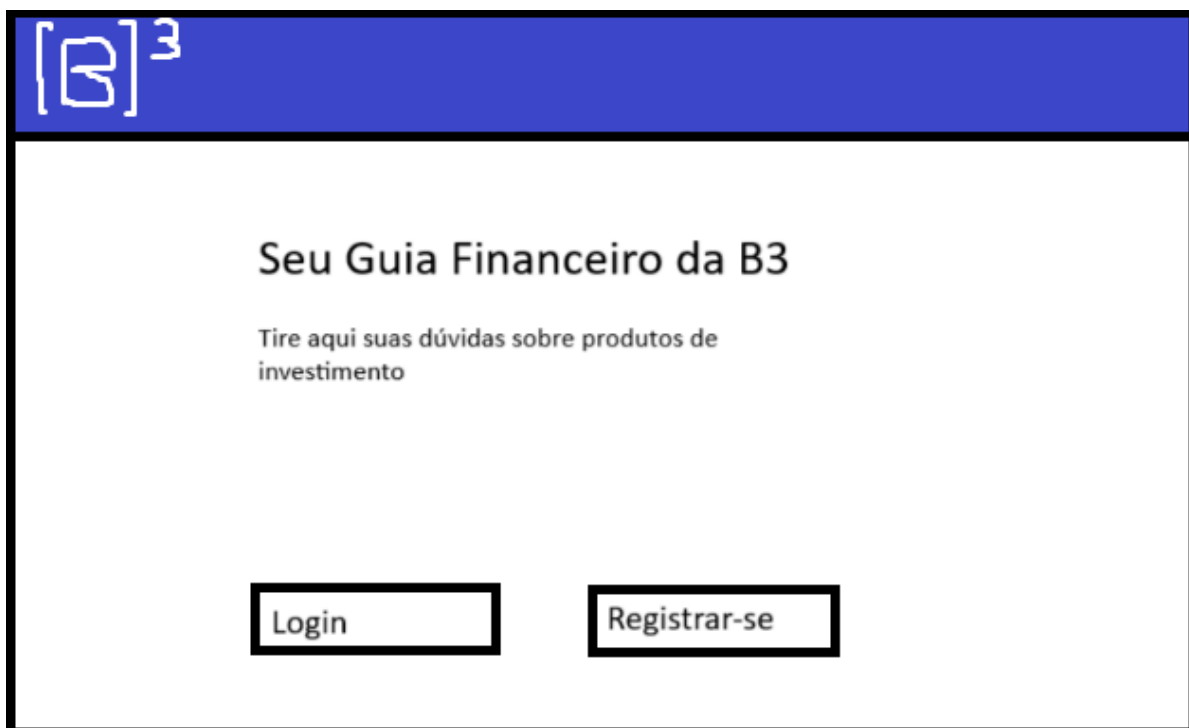 [B]³
Seu Guia Financeiro da B3
Tire aqui suas dúvidas sobre produtos de
investimento
Login
Registrar-se